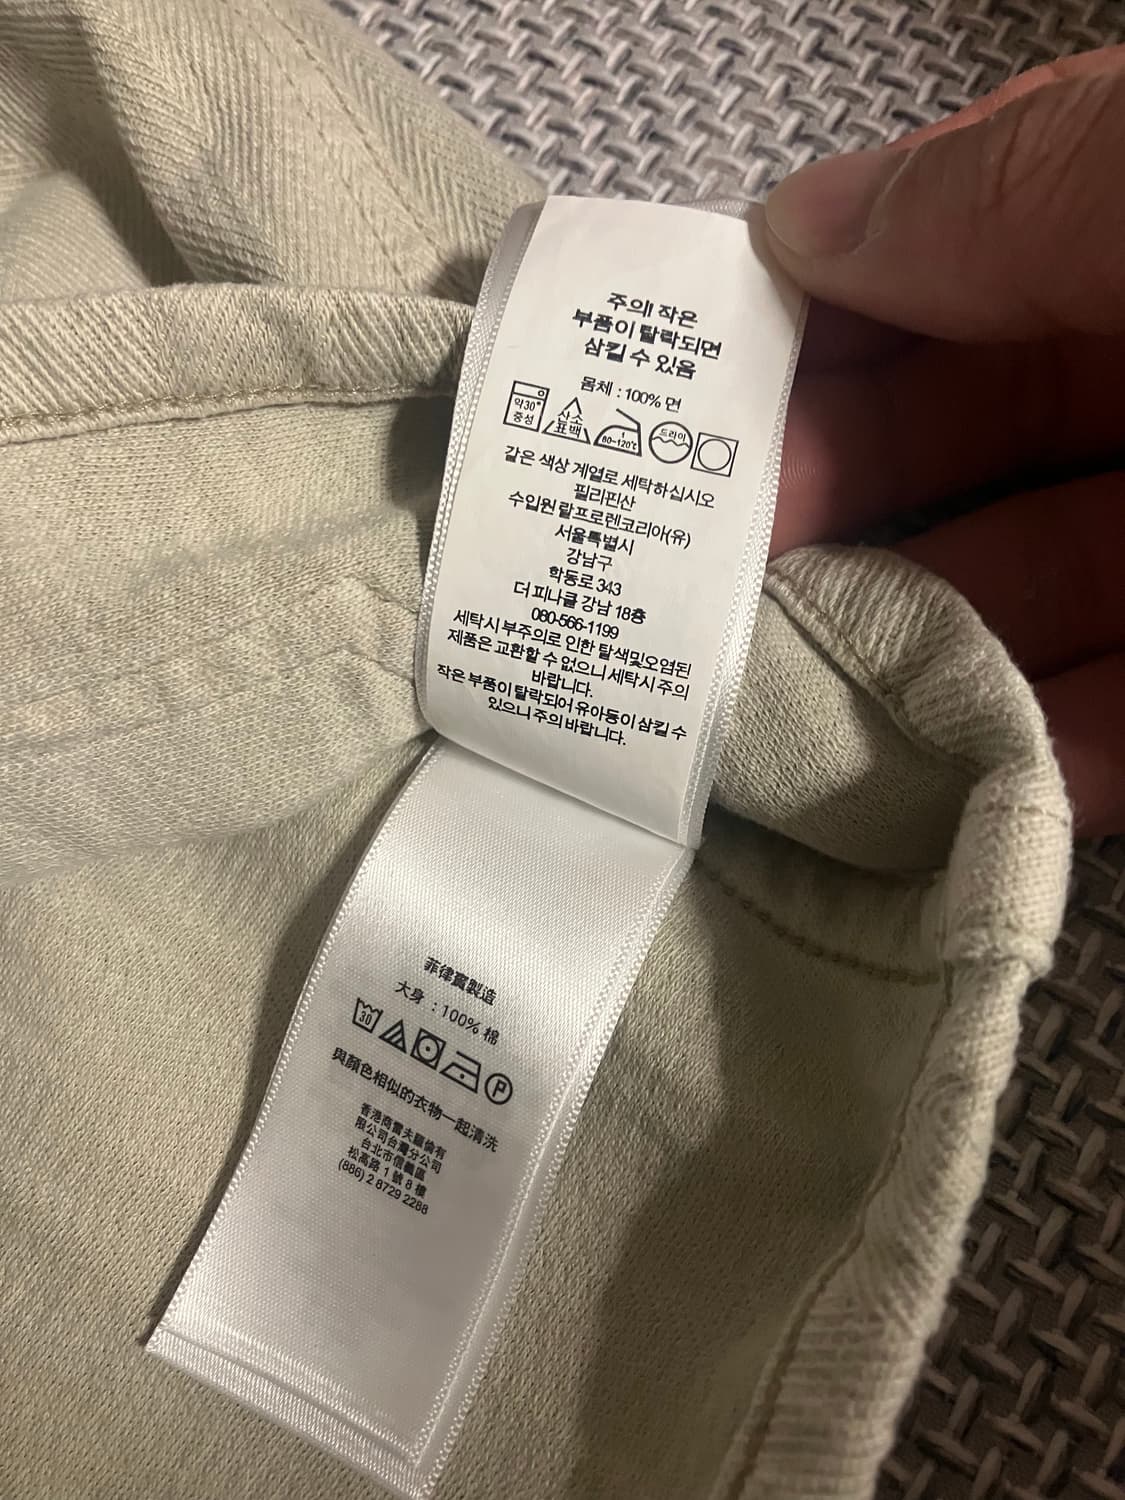 주의! 작은
부품이 탈락되면
삼킬 수 있음
몸체 : 100% 면
약30°
중성
산소
표백
1
80~120℃
드라이
같은 색상 계열로 세탁하십시오
필리핀산
수입원 랄프로렌코리아(유)
서울특별시
강남구
학동로 343
더 피나클 강남 18층
080-566-1199
세탁시 부주의로 인한 탈색및오염된
제품은 교환할 수 없으니 세탁시 주의
바랍니다.
작은 부품이 탈락되어 유아등이 삼킬 수
있으니 주의 바랍니다.
菲律賓製造
大身 : 100% 棉
30
P
與顏色相似的衣物一起清洗
香港商雷夫羅倫有
限公司台灣分公司
台北市信義區
松高路 1 號 8 樓
(886) 2 8729 2288